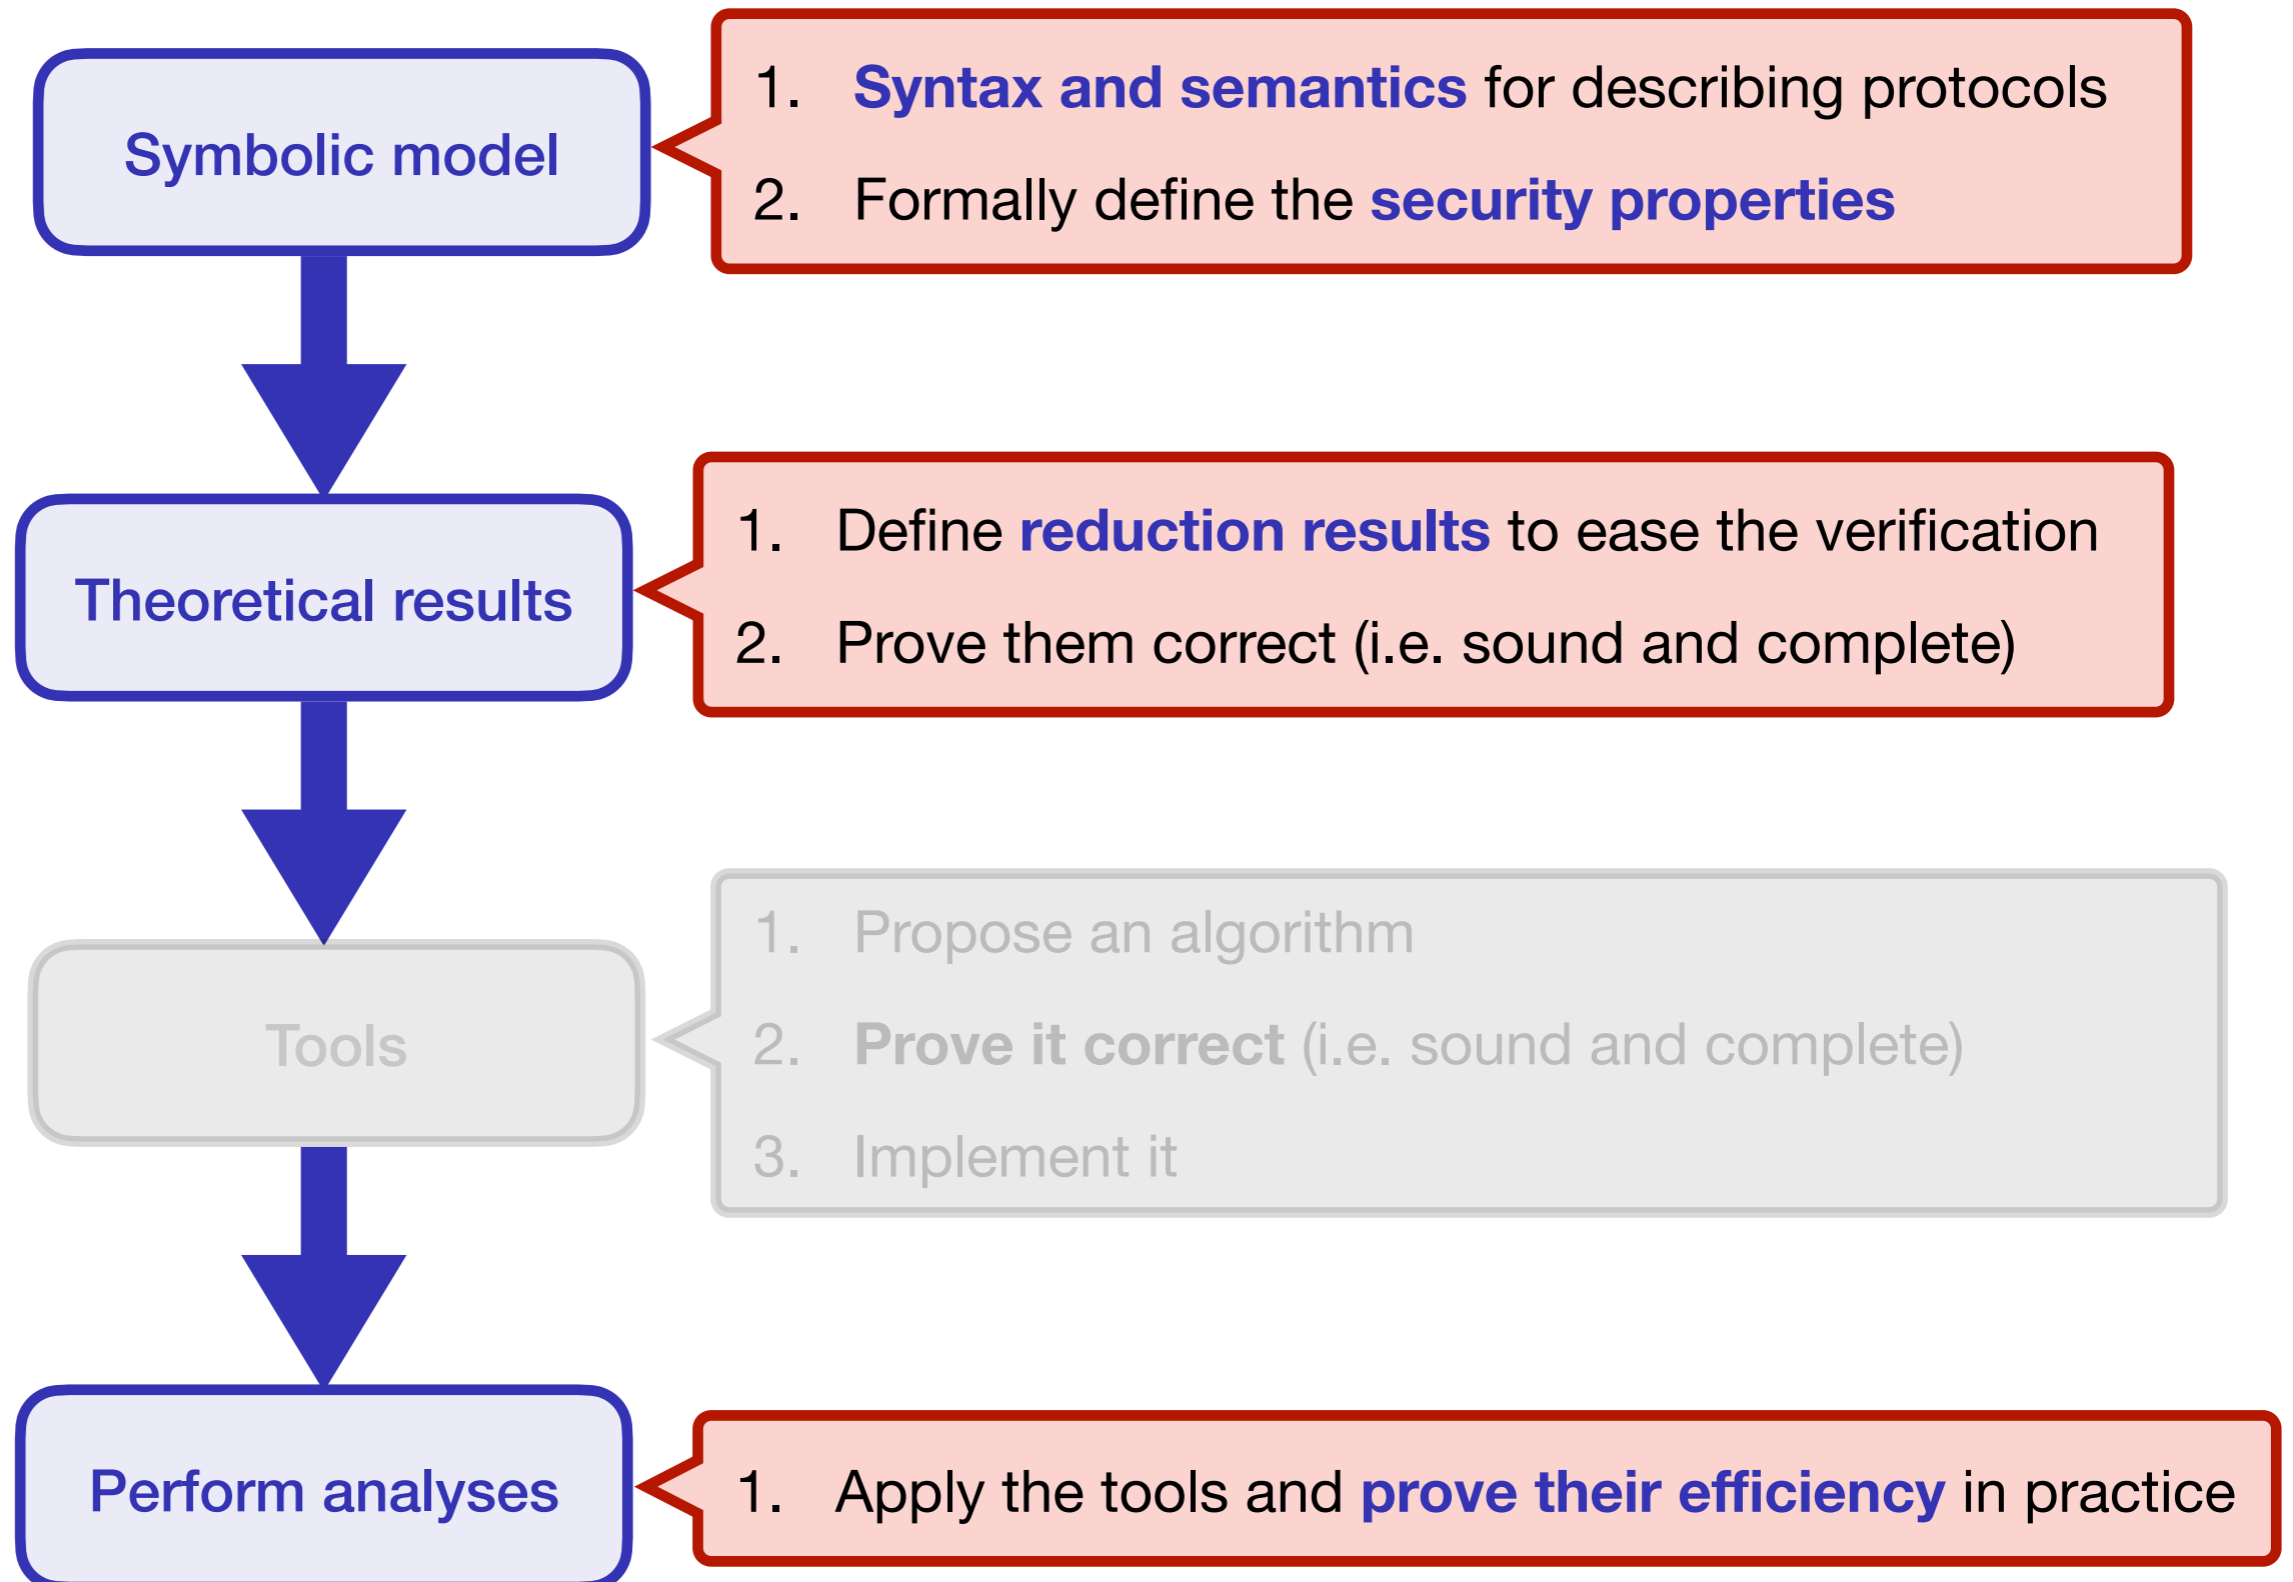 Symbolic model
1. Syntax and semantics for describing protocols
2. Formally define the security properties
Theoretical results
1. Define reduction results to ease the verification
2. Prove them correct (i.e. sound and complete)
Tools
1. Propose an algorithm
2. Prove it correct (i.e. sound and complete)
3. Implement it
Perform analyses
1. Apply the tools and prove their efficiency in practice